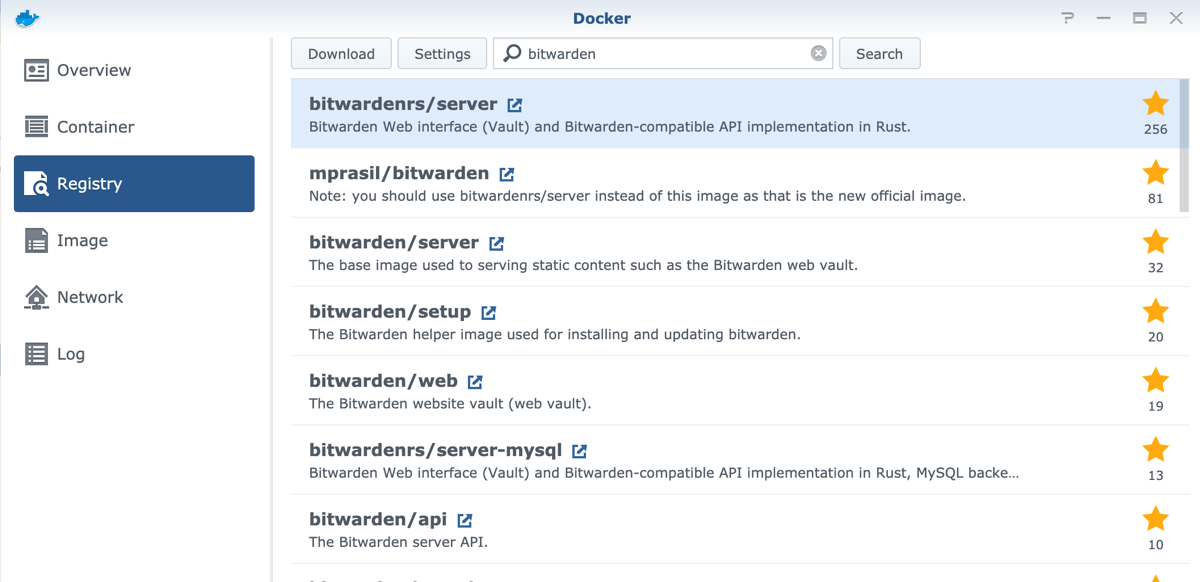 Docker
Overview
Container
Registry
Image
Network
Log
Download Settings bitwarden Search
bitwardenrs/server
Bitwarden Web interface (Vault) and Bitwarden-compatible API implementation in Rust.
256
mprasil/bitwarden
Note: you should use bitwardenrs/server instead of this image as that is the new official image.
81
bitwarden/server
The base image used to serving static content such as the Bitwarden web vault.
32
bitwarden/setup
The Bitwarden helper image used for installing and updating bitwarden.
20
bitwarden/web
The Bitwarden website vault (web vault).
19
bitwardenrs/server-mysql
Bitwarden Web interface (Vault) and Bitwarden-compatible API implementation in Rust, MySQL backe...
13
bitwarden/api
The Bitwarden server API.
10